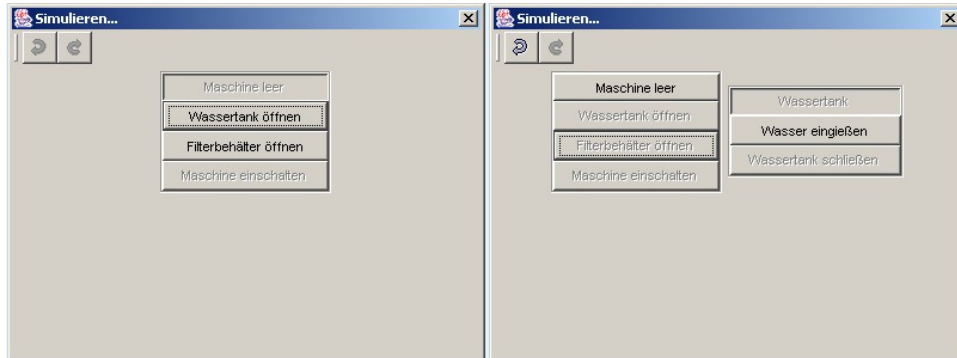 Simulieren...
Maschine leer
Wassertank öffnen
Filterbehälter öffnen
Maschine einschalten
Simulieren...
Maschine leer
Wassertank öffnen
Filterbehälter öffnen
Maschine einschalten
Wassertank
Wasser eingießen
Wassertank schließen